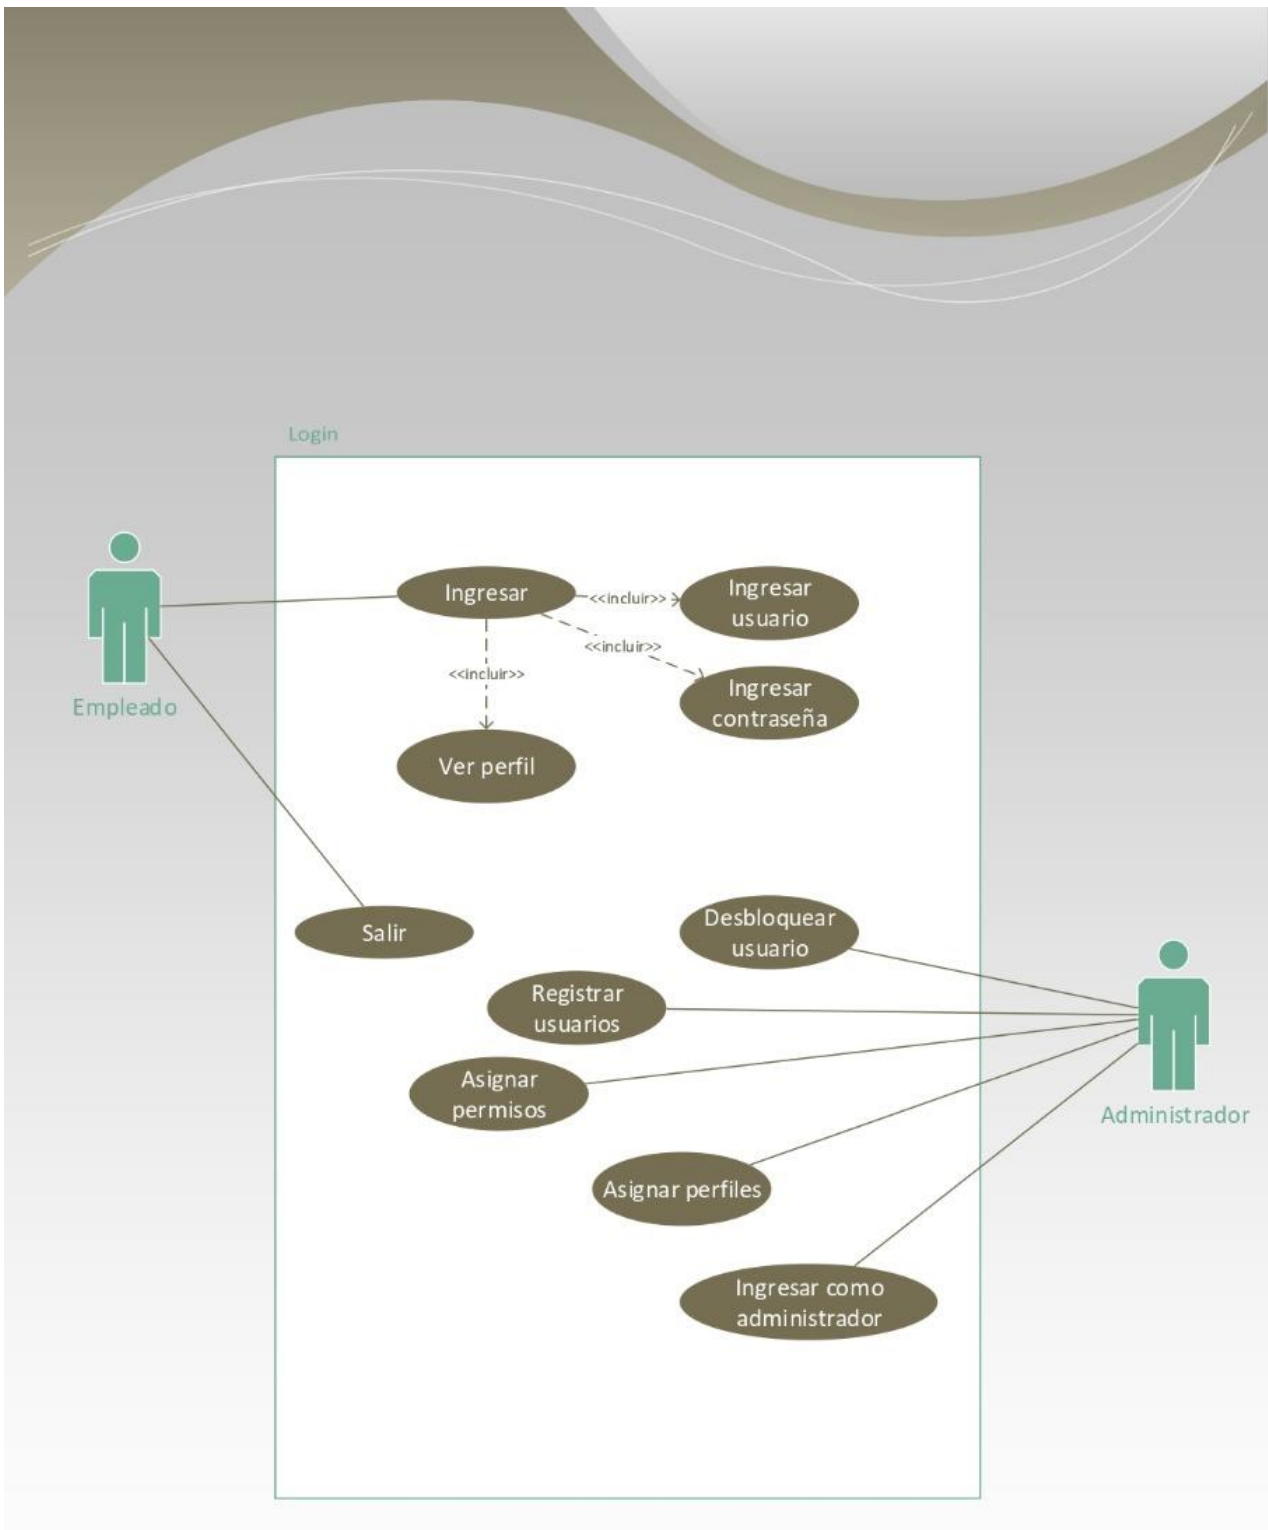 Login
Ingresar
<<incluir>>
Ingresar
usuario
<<incluir>>
<<incluir>>
Ingresar
contraseña
Empleado
Ver perfil
Salir
Desbloquear
usuario
Registrar
usuarios
Asignar
permisos
Administrador
Asignar perfiles
Ingresar como
administrador